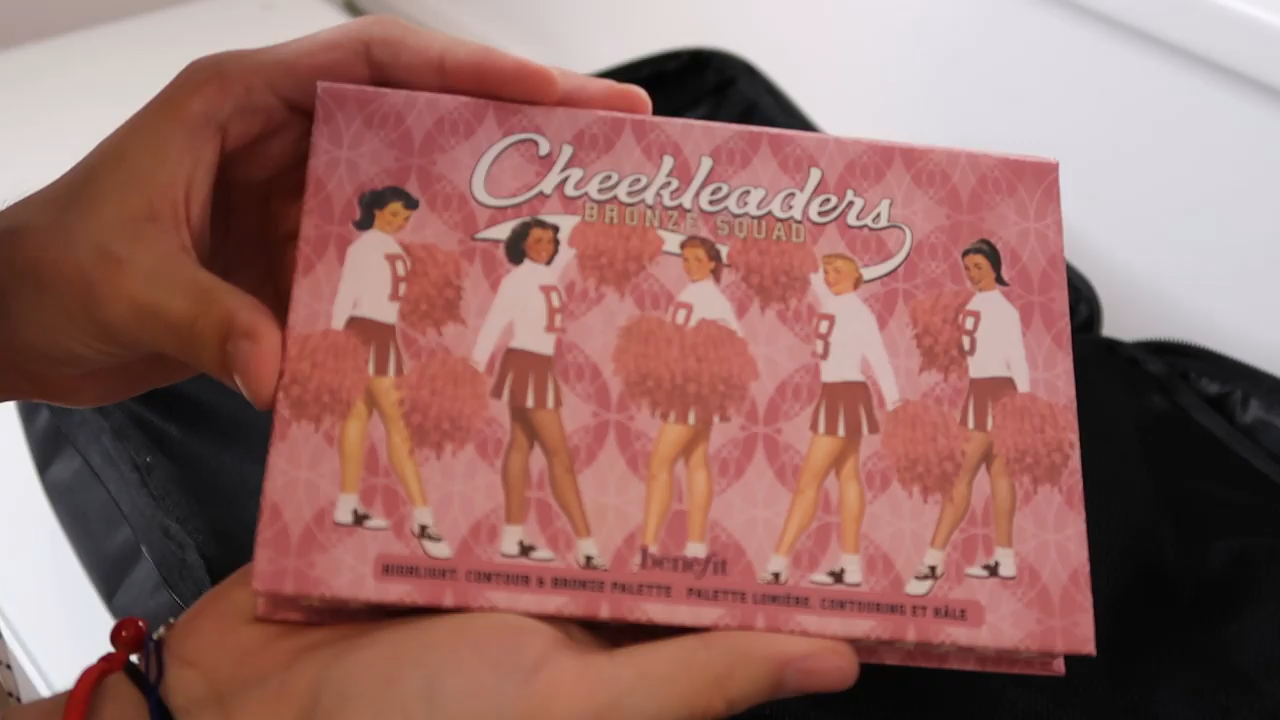 Cheekleaders
BRONZE SQUAD
B
B
B
B
B
benefit
HIGHLIGHT, CONTOUR & BRONZE PALETTE · PALETTE LUMIÈRE, CONTOURING ET HÂLE